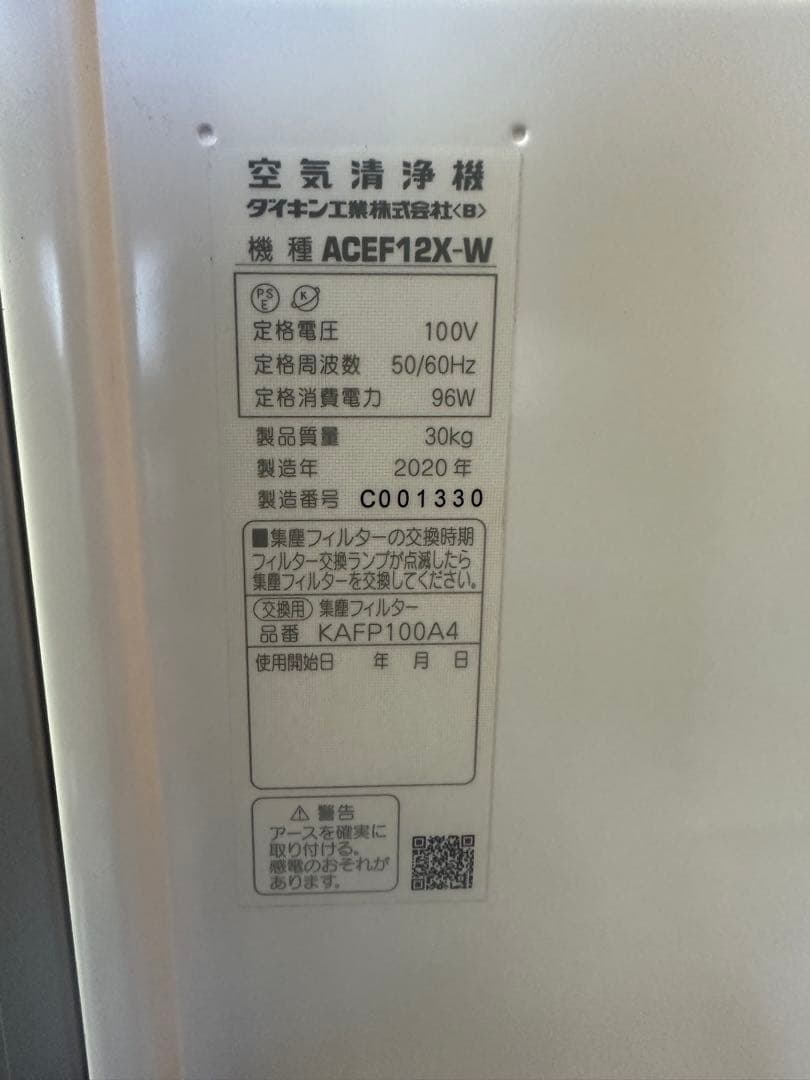 空気清浄機
ダイキン工業株式会社〈B〉
機種 ACEF12X-W
PSE K
定格電圧 100V
定格周波数 50/60Hz
定格消費電力 96W
製品質量 30kg
製造年 2020年
製造番号 C001330
■集塵フィルターの交換時期
フィルター交換ランプが点滅したら
集塵フィルターを交換してください。
(交換用) 集塵フィルター
品番 KAFP100A4
使用開始日 年 月 日
⚠ 警告
アースを確実に
取り付ける。
感電のおそれが
あります。